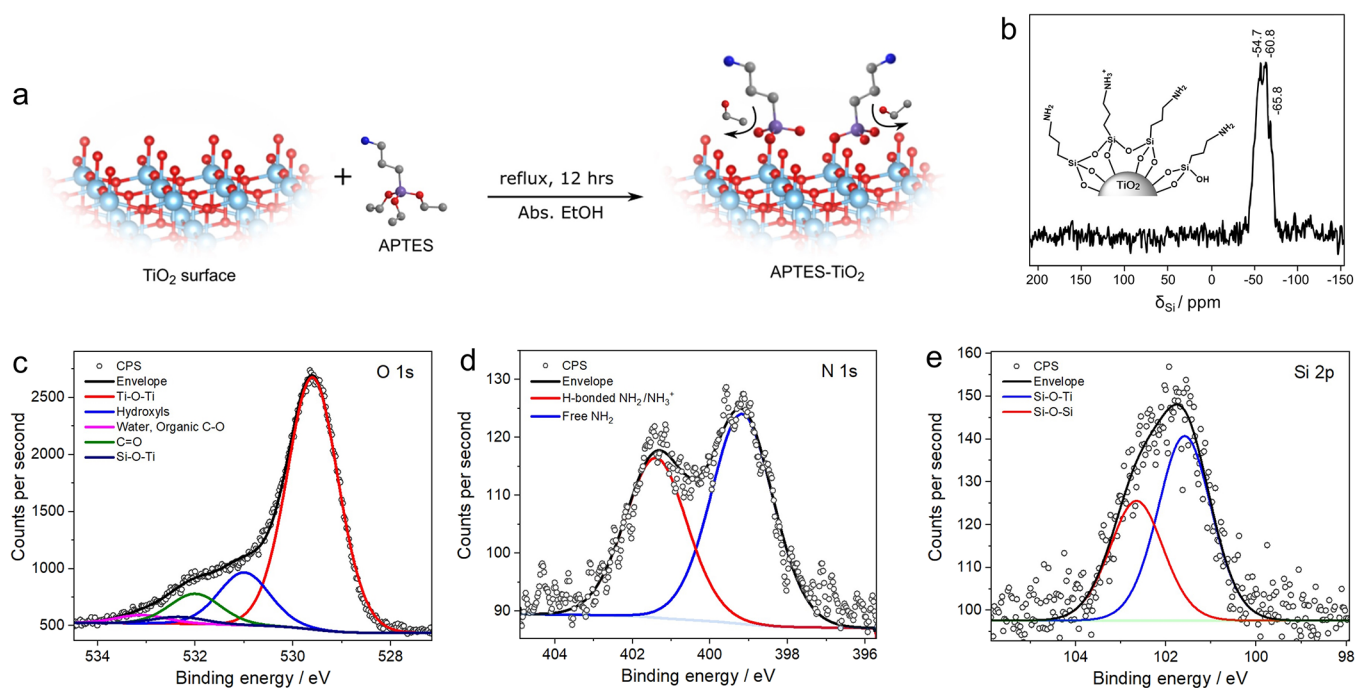 a
+
reflux, 12 hrs
Abs. EtOH
APTES
TiO₂ surface
APTES-TiO₂
b
-54.7
-60.8
-65.8
NH₂
NH₃⁺
NH₂
NH₂
Si
Si
Si
Si
O
O
O
O
O
O
O
O
O
OH
TiO₂
210 150 100 50 0 -50 -100 -150
δSi / ppm
c
O 1s
CPS
Envelope
Ti-O-Ti
Hydroxyls
Water, Organic C-O
C=O
Si-O-Ti
Counts per second
2500
2000
1500
1000
500
534 532 530 528
Binding energy / eV
d
N 1s
CPS
Envelope
H-bonded NH₂/NH₃⁺
Free NH₂
Counts per second
130
120
110
100
90
404 402 400 398 396
Binding energy / eV
e
Si 2p
CPS
Envelope
Si-O-Ti
Si-O-Si
Counts per second
160
150
140
130
120
110
100
104 102 100 98
Binding energy / eV